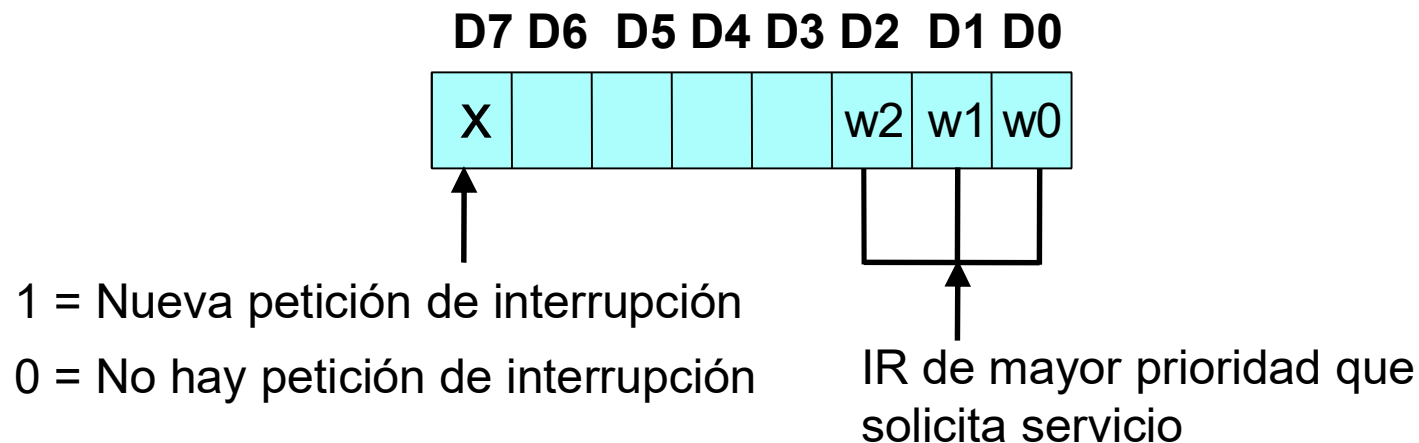 D7 D6 D5 D4 D3 D2 D1 D0
x w2 w1 w0
1 = Nueva petición de interrupción
0 = No hay petición de interrupción
IR de mayor prioridad que
solicita servicio